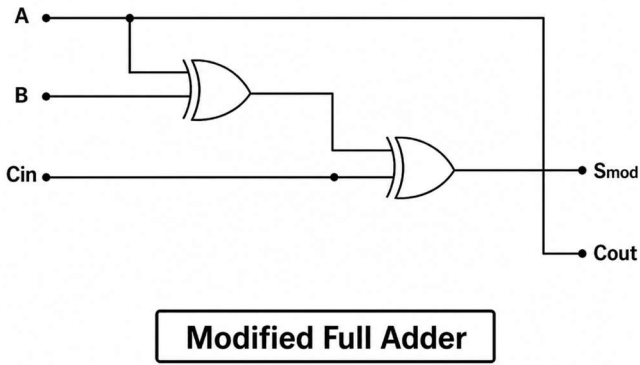 A
B
Cin
Smod
Cout
Modified Full Adder